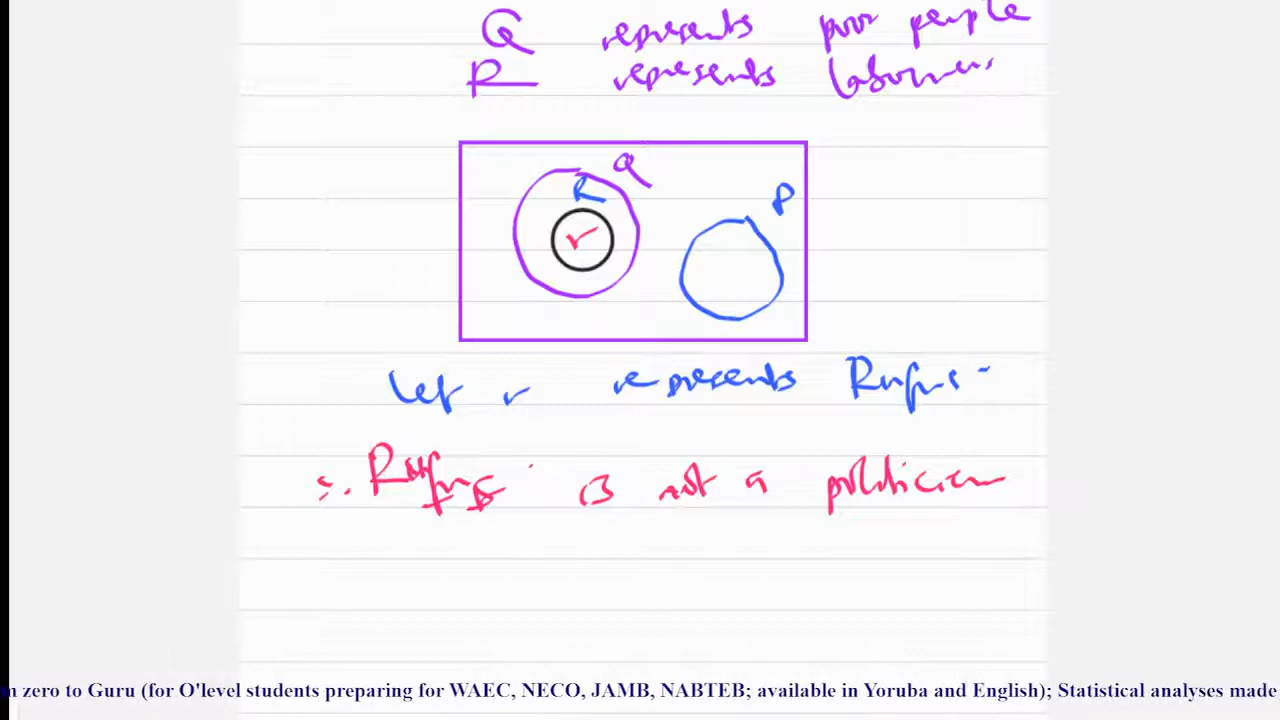 Q represents poor people
R represents labourers
Q
R
P
r
Let r represents Rufus
∴ Rufus is not a politician
m zero to Guru (for O'level students preparing for WAEC, NECO, JAMB, NABTEB; available in Yoruba and English); Statistical analyses made